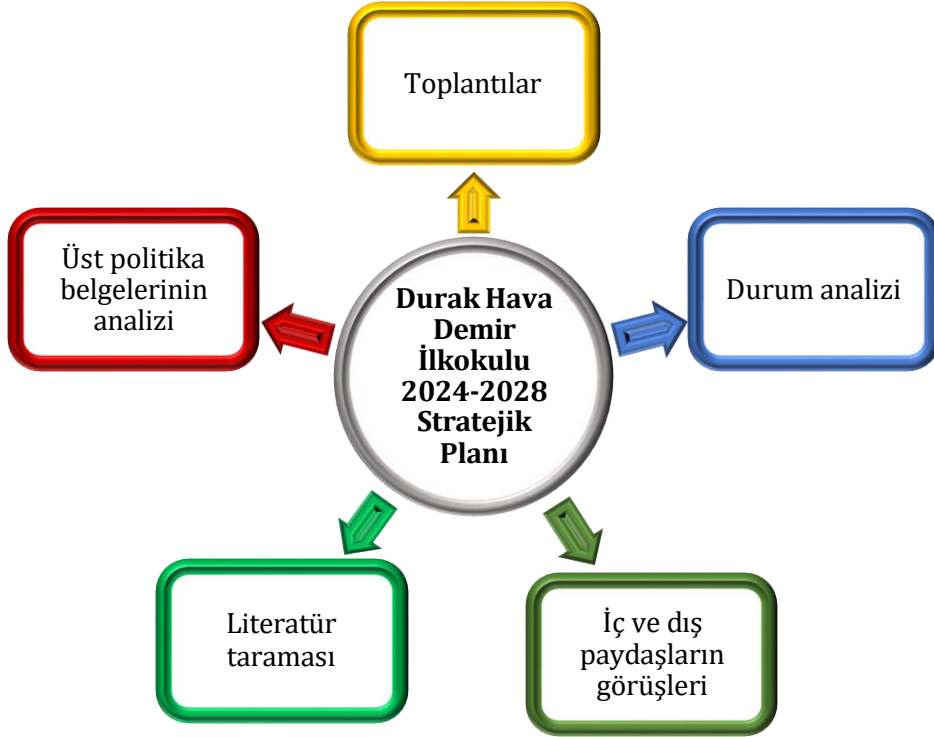 Toplantılar
Üst politika
belgelerinin
analizi
Durak Hava
Demir
İlkokulu
2024-2028
Stratejik
Planı
Durum analizi
Literatür
taraması
İç ve dış
paydaşların
görüşleri